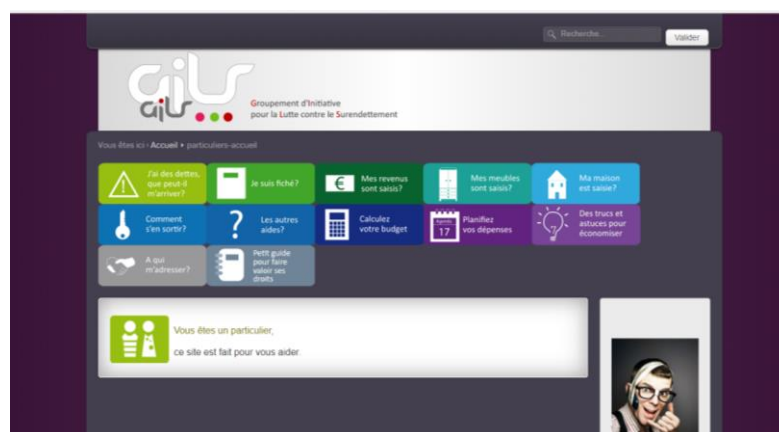 Recherche...
Valider
GILS
GILS
Groupement d'Initiative
pour la Lutte contre le Surendettement
Vous êtes ici › Accueil ▸ particuliers-accueil
J'ai des dettes,
que peut-il
m'arriver?
Je suis fiché?
€
Mes revenus
sont saisis?
Mes meubles
sont saisis?
Ma maison
est saisie?
Comment
s'en sortir?
?
Les autres
aides?
Calculez
votre budget
Agenda
17
Planifiez
vos dépenses
Des trucs et
astuces pour
économiser
A qui
m'adresser?
Petit guide
pour faire
valoir ses
droits
Vous êtes un particulier,
ce site est fait pour vous aider.